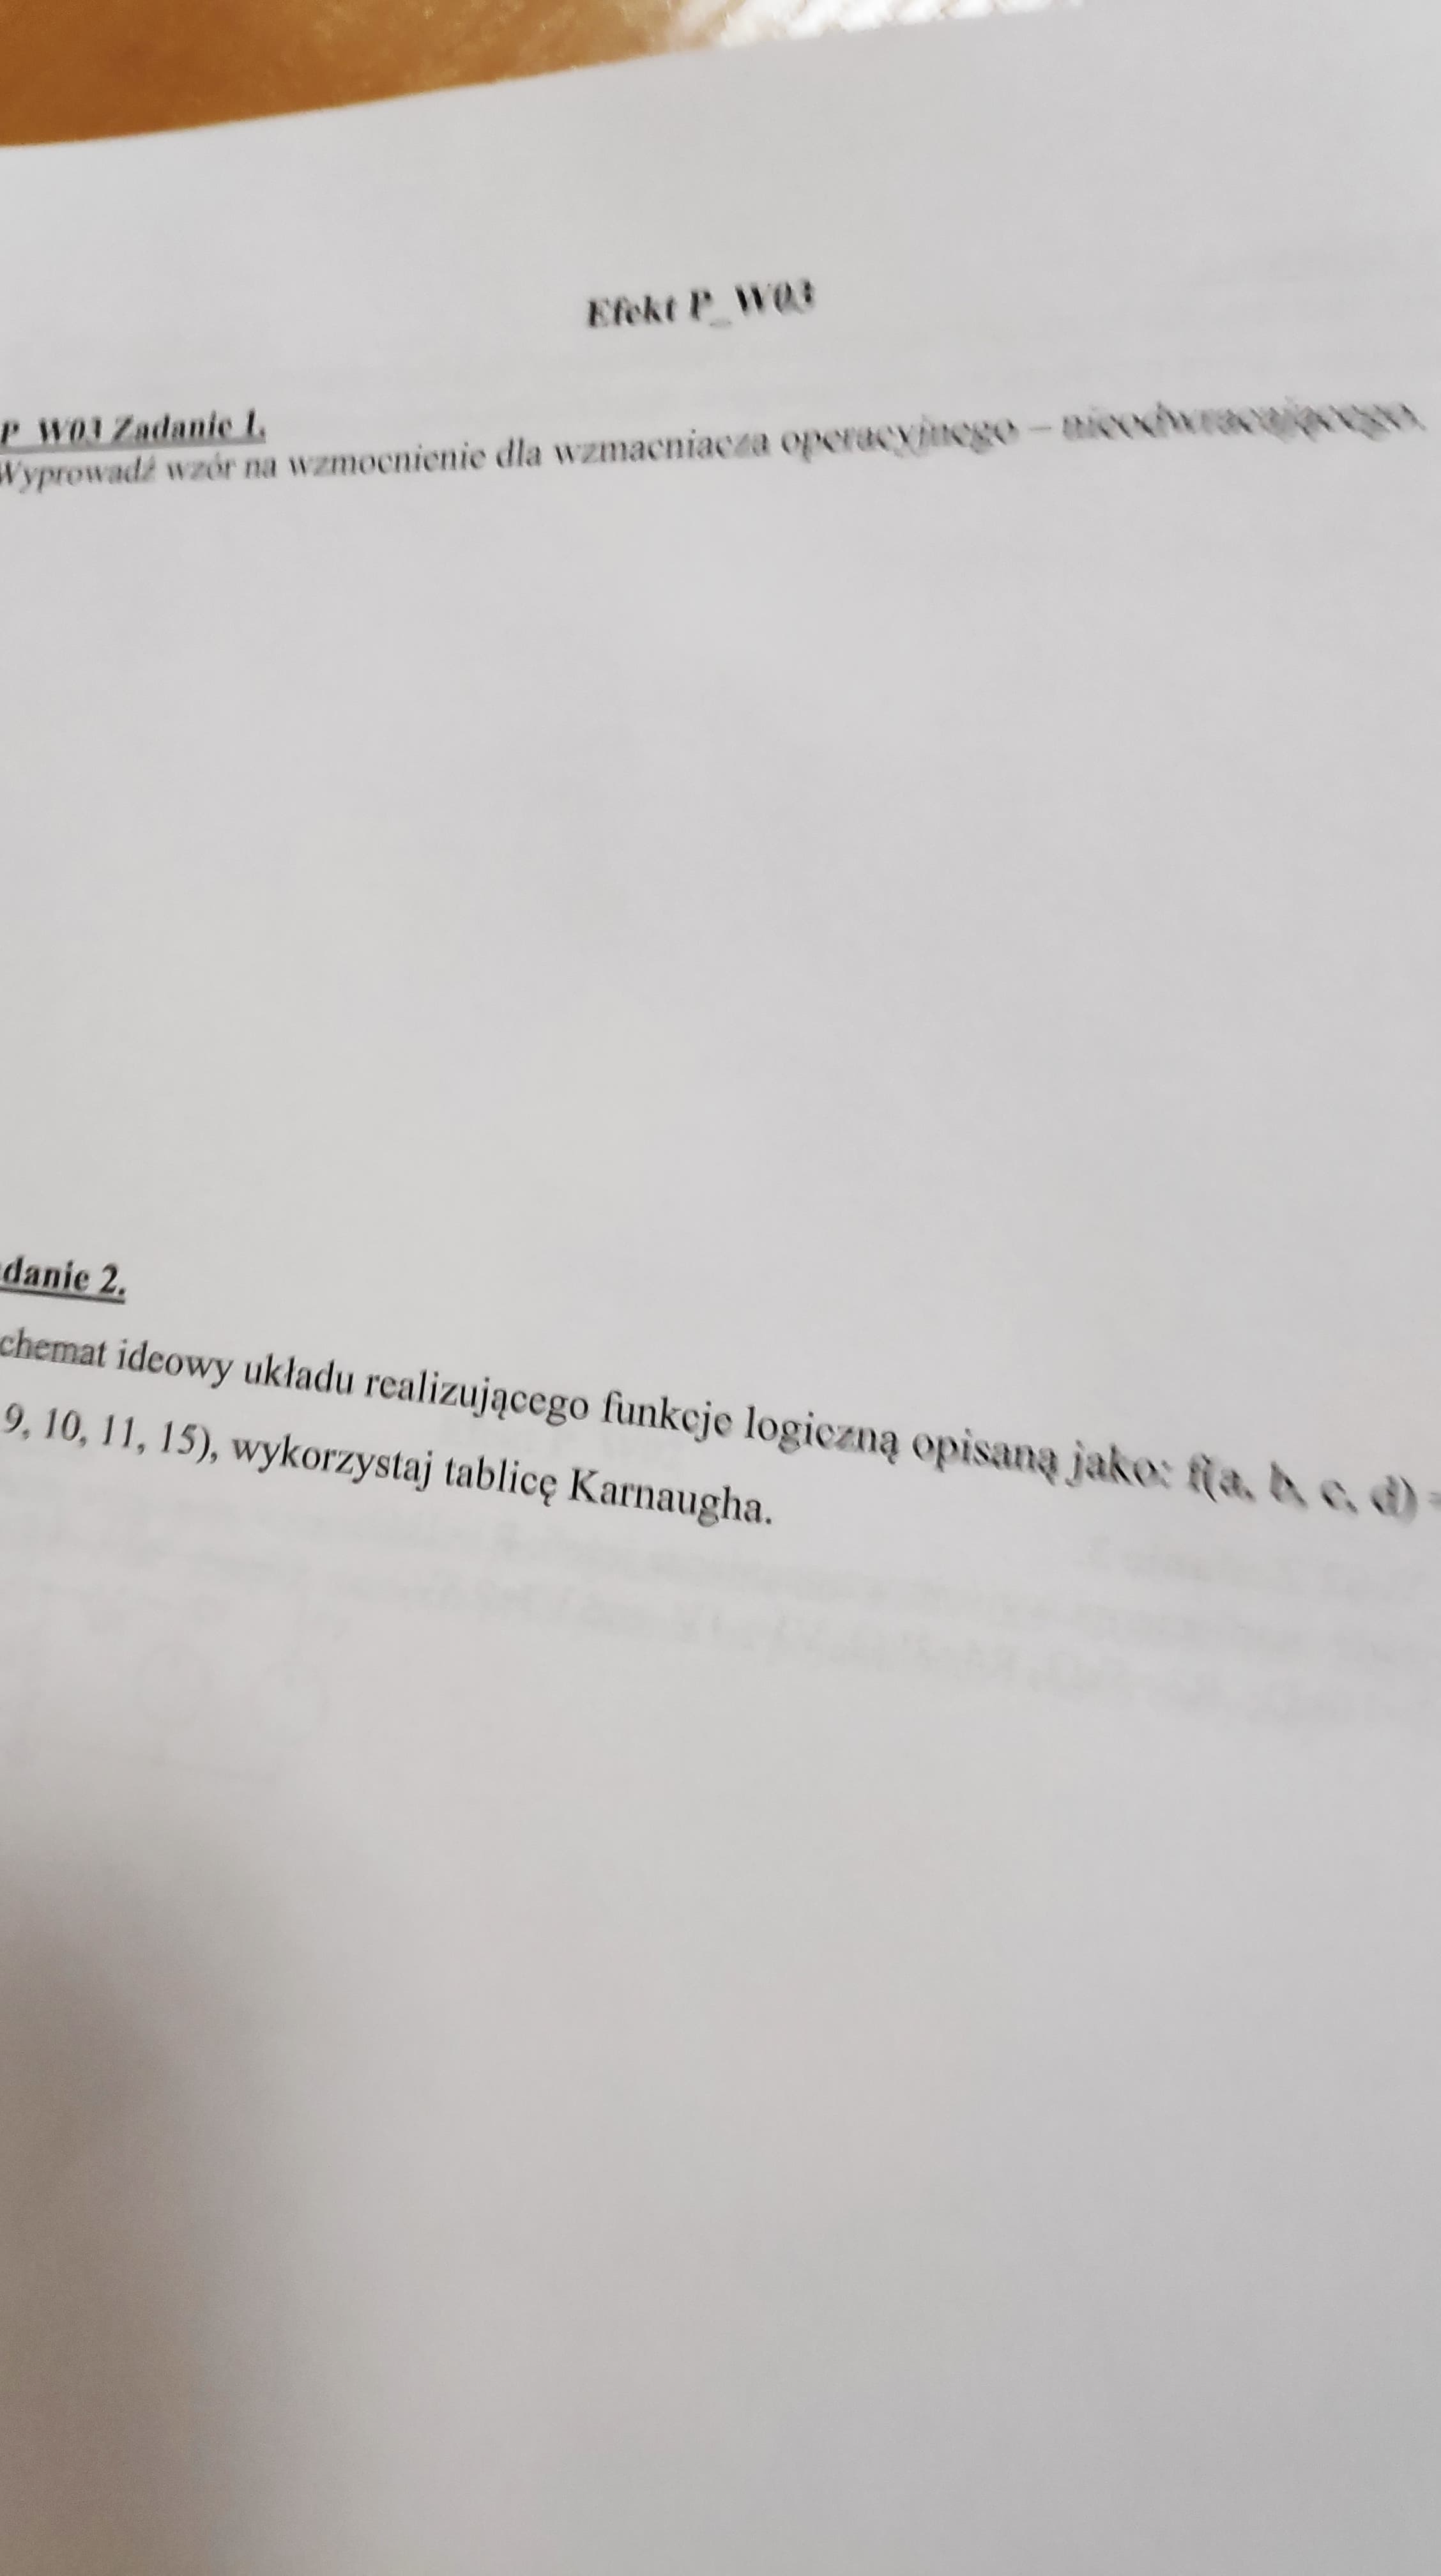 Efekt P_W03
P_W03 Zadanie 1.
Wyprowadź wzór na wzmocnienie dla wzmacniacza operacyjnego – nieodwracającego.
danie 2.
chemat ideowy układu realizującego funkcje logiczną opisaną jako: f(a, b, c, d) =
9, 10, 11, 15), wykorzystaj tablicę Karnaugha.